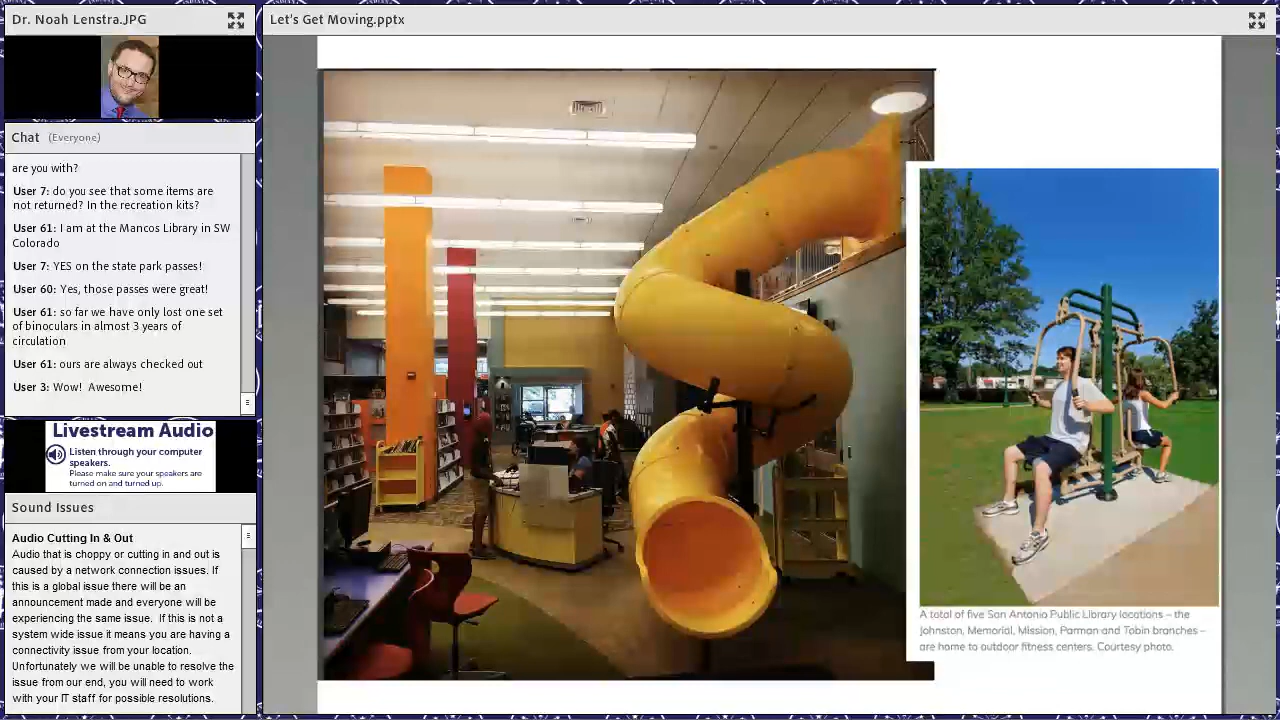 Dr. Noah Lenstra.JPG
Let's Get Moving.pptx
Chat (Everyone)
are you with?
User 7: do you see that some items are
not returned? In the recreation kits?
User 61: I am at the Mancos Library in SW
Colorado
User 7: YES on the state park passes!
User 60: Yes, those passes were great!
User 61: so far we have only lost one set
of binoculars in almost 3 years of
circulation
User 61: ours are always checked out
User 3: Wow!  Awesome!
Livestream Audio
Listen through your computer
speakers.
Please make sure your speakers are
turned on and turned up.
Sound Issues
Audio Cutting In & Out
Audio that is choppy or cutting in and out is
caused by a network connection issues. If
this is a global issue there will be an
announcement made and everyone will be
experiencing the same issue.  If this is not a
system wide issue it means you are having a
connectivity issue from your location.
Unfortunately we will be unable to resolve the
issue from our end, you will need to work
with your IT staff for possible resolutions.
A total of five San Antonio Public Library locations – the
Johnston, Memorial, Mission, Parman and Tobin branches –
are home to outdoor fitness centers. Courtesy photo.